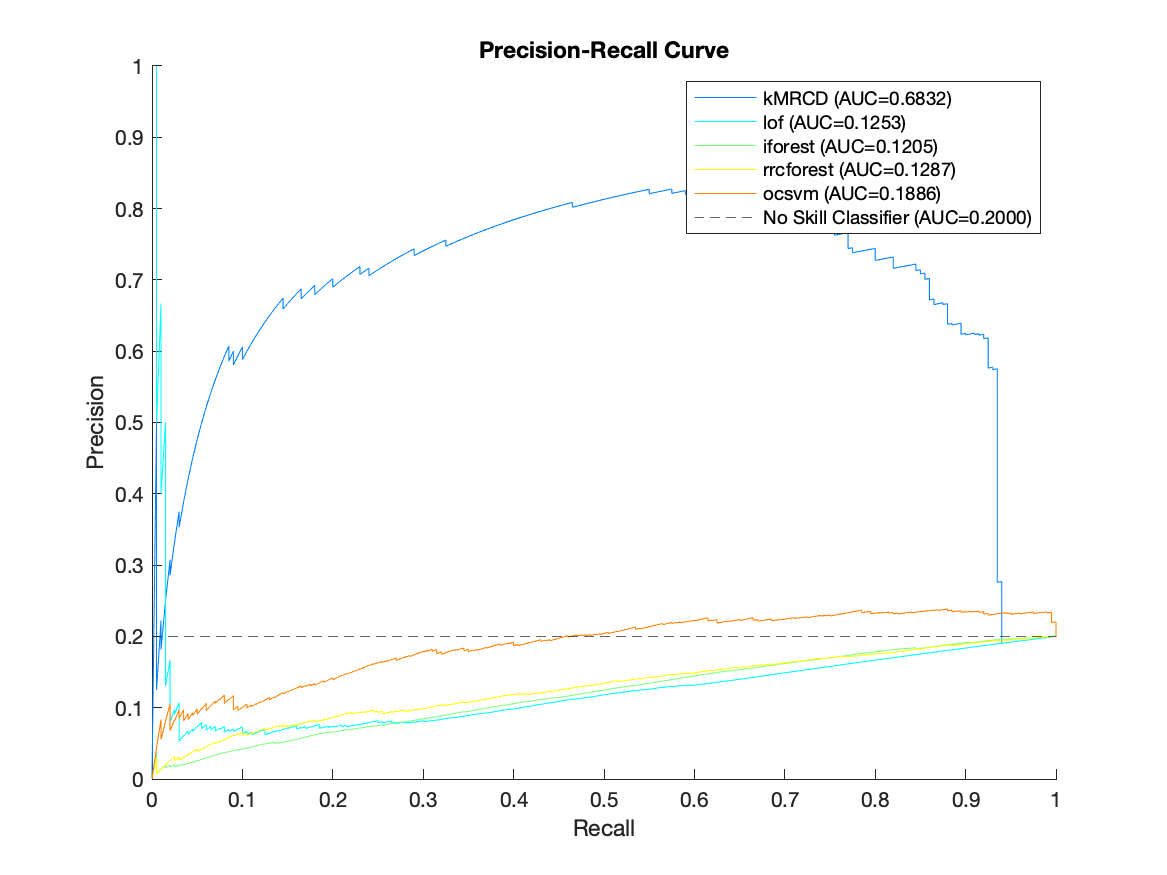 Precision-Recall Curve
kMRCD (AUC=0.6832)
lof (AUC=0.1253)
iforest (AUC=0.1205)
rrcforest (AUC=0.1287)
ocsvm (AUC=0.1886)
No Skill Classifier (AUC=0.2000)
Precision
1
0.9
0.8
0.7
0.6
0.5
0.4
0.3
0.2
0.1
0
0 0.1 0.2 0.3 0.4 0.5 0.6 0.7 0.8 0.9 1
Recall